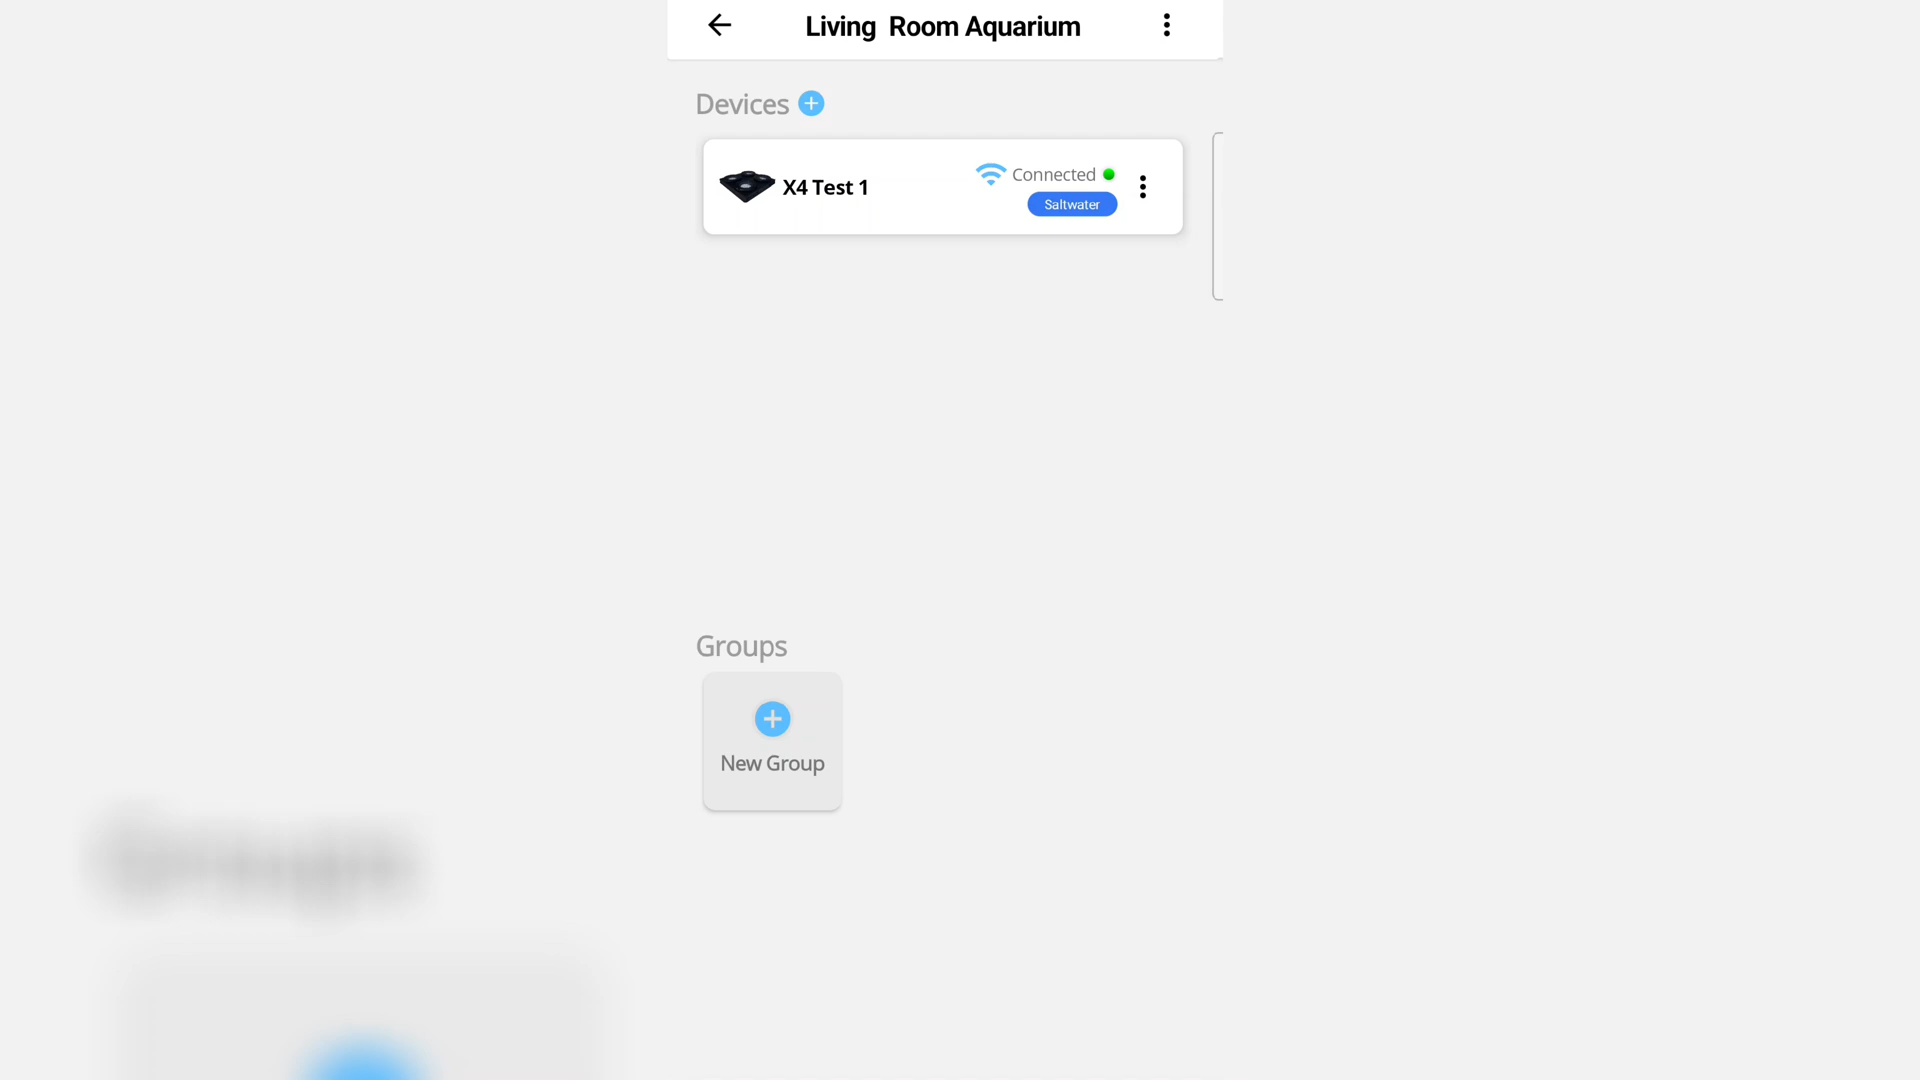 Living  Room Aquarium
Devices
X4 Test 1
Connected
Saltwater
Groups
New Group